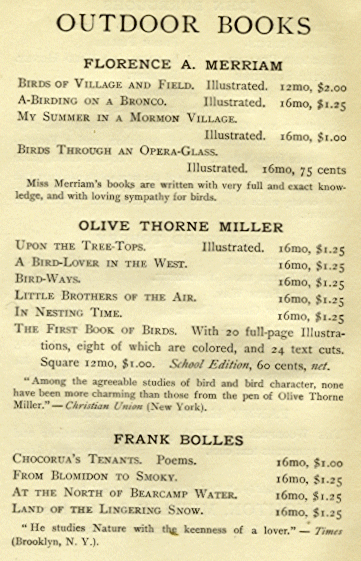 OUTDOOR BOOKS
FLORENCE A. MERRIAM
BIRDS OF VILLAGE AND FIELD. Illustrated. 12mo, $2.00
A-BIRDING ON A BRONCO. Illustrated. 16mo, $1.25
MY SUMMER IN A MORMON VILLAGE.
Illustrated. 16mo, $1.00
BIRDS THROUGH AN OPERA-GLASS.
Illustrated. 16mo, 75 cents
Miss Merriam's books are written with very full and exact know-
ledge, and with loving sympathy for birds.
OLIVE THORNE MILLER
UPON THE TREE-TOPS. Illustrated. 16mo, $1.25
A BIRD-LOVER IN THE WEST. 16mo, $1.25
BIRD-WAYS. 16mo, $1.25
LITTLE BROTHERS OF THE AIR. 16mo, $1.25
IN NESTING TIME. 16mo, $1.25
THE FIRST BOOK OF BIRDS. With 20 full-page Illustra-
tions, eight of which are colored, and 24 text cuts.
Square 12mo, $1.00. School Edition, 60 cents, net.
"Among the agreeable studies of bird and bird character, none
have been more charming than those from the pen of Olive Thorne
Miller." — Christian Union (New York).
FRANK BOLLES
CHOCORUA'S TENANTS. Poems. 16mo, $1.00
FROM BLOMIDON TO SMOKY. 16mo, $1.25
AT THE NORTH OF BEARCAMP WATER. 16mo, $1.25
LAND OF THE LINGERING SNOW. 16mo, $1.25
"He studies Nature with the keenness of a lover." — Times
(Brooklyn, N. Y.).